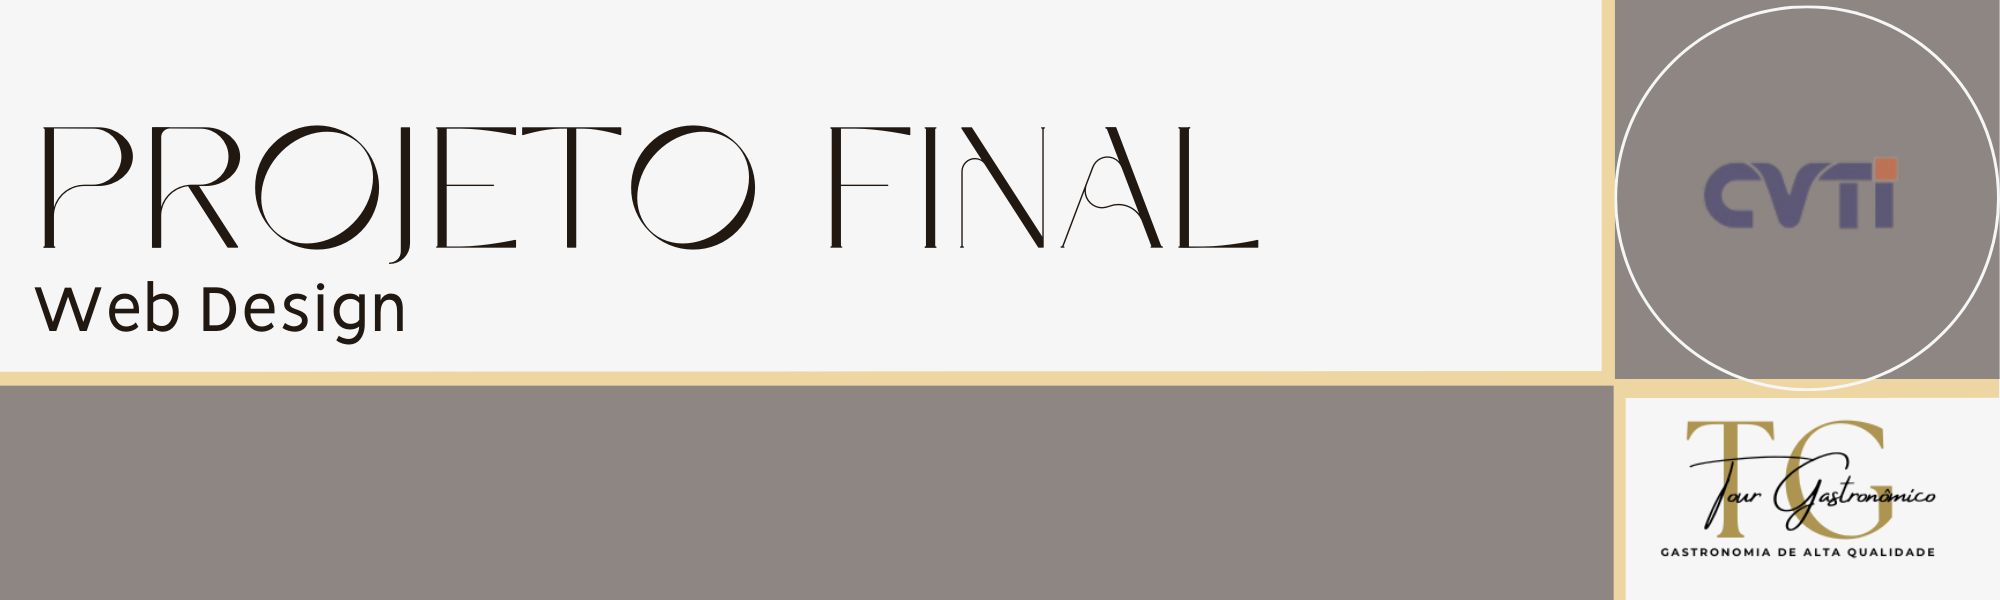 PROJETO FINAL
Web Design
CVTi
TG
Tour Gastronômico
GASTRONOMIA DE ALTA QUALIDADE